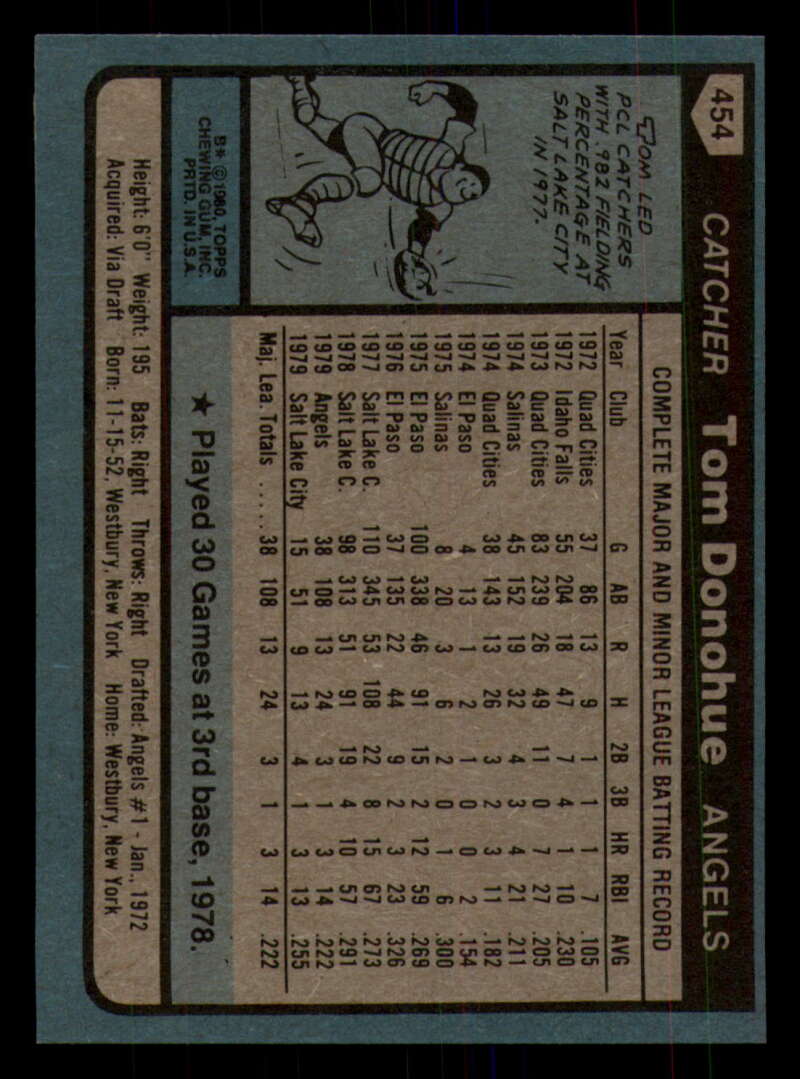 454
CATCHER Tom Donohue ANGELS
TOM LED
PCL CATCHERS
WITH .982 FIELDING
PERCENTAGE AT
SALT LAKE CITY
IN 1977.
B* © 1980, TOPPS
CHEWING GUM, INC.
PRTD. IN U.S.A.
COMPLETE MAJOR AND MINOR LEAGUE BATTING RECORD
Year Club G AB R H 2B 3B HR RBI AVG
1972 Quad Cities 37 86 13 9 1 1 1 7 .105
1972 Idaho Falls 55 204 18 47 7 4 1 10 .230
1973 Quad Cities 83 239 26 49 11 0 7 27 .205
1974 Salinas 45 152 19 32 4 3 4 21 .211
1974 Quad Cities 38 143 13 26 3 2 3 11 .182
1974 El Paso 4 13 1 2 1 0 0 2 .154
1975 Salinas 8 20 3 6 2 0 1 6 .300
1975 El Paso 100 338 46 91 15 2 12 59 .269
1976 El Paso 37 135 22 44 9 2 3 23 .326
1977 Salt Lake C. 110 345 53 108 22 8 15 67 .273
1978 Salt Lake C. 98 313 51 91 19 4 10 57 .291
1979 Angels 38 108 13 24 3 1 3 14 .222
1979 Salt Lake City 15 51 9 13 4 1 3 13 .255
Maj. Lea. Totals ..... 38 108 13 24 3 1 3 14 .222
★ Played 30 Games at 3rd base, 1978.
Height: 6'0" Weight: 195 Bats: Right Throws: Right Drafted: Angels #1 - Jan., 1972
Acquired: Via Draft Born: 11-15-52, Westbury, New York Home: Westbury, New York